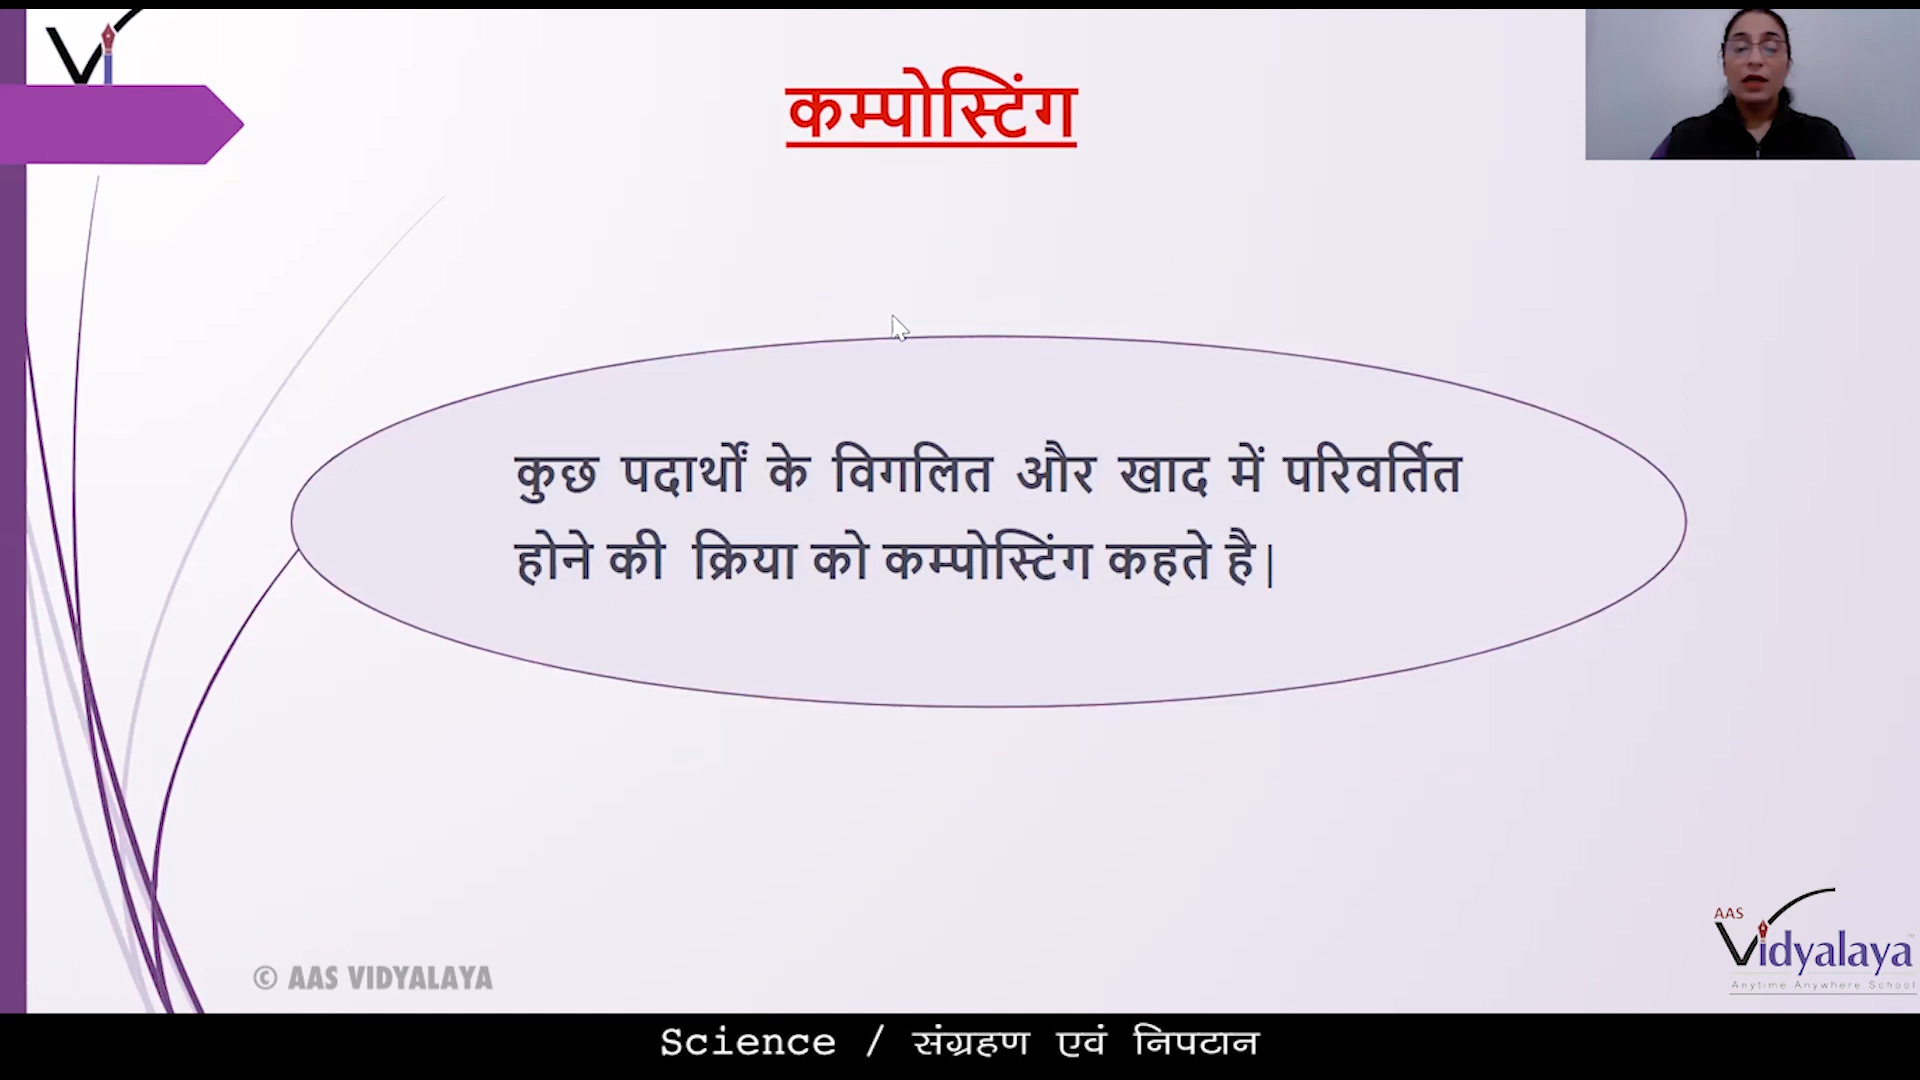 कम्पोस्टिंग
कुछ पदार्थों के विगलित और खाद में परिवर्तित
होने की क्रिया को कम्पोस्टिंग कहते है|
AAS
Vidyalaya
Anytime Anywhere School
© AAS VIDYALAYA
Science / संग्रहण एवं निपटान